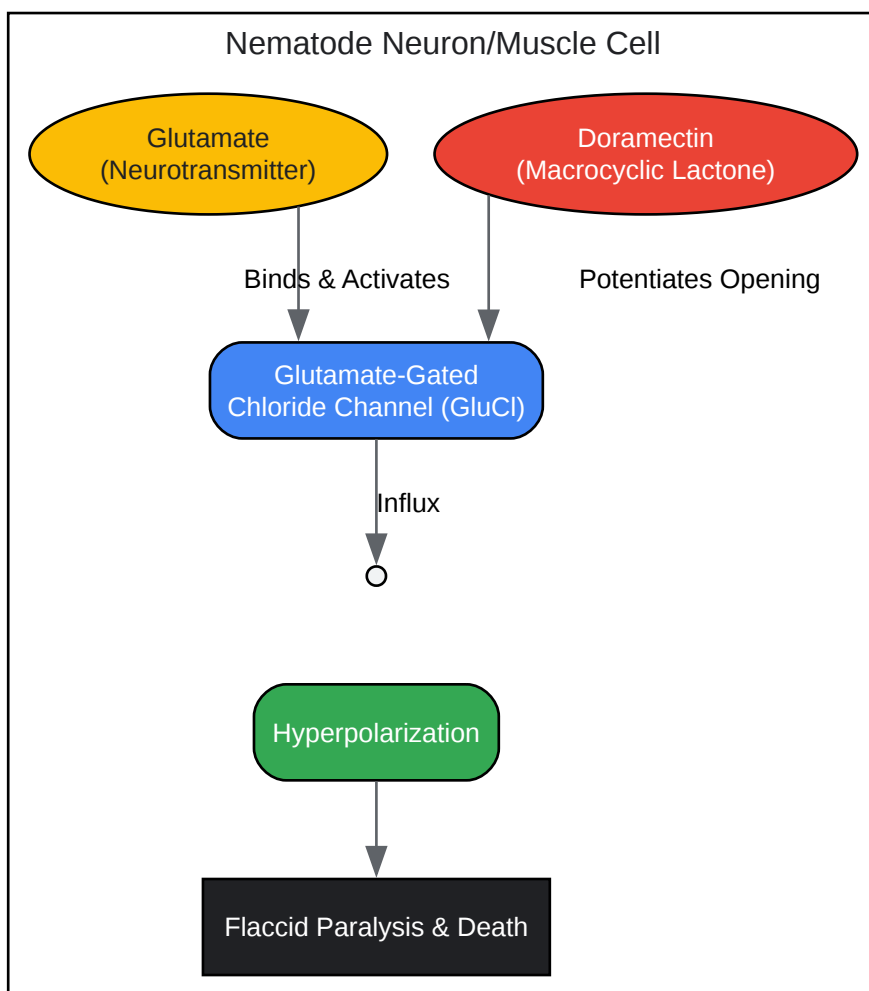 Nematode Neuron/Muscle Cell
Glutamate
(Neurotransmitter)
Doramectin
(Macrocyclic Lactone)
Binds & Activates
Potentiates Opening
Glutamate-Gated
Chloride Channel (GluCl)
Influx
Hyperpolarization
Flaccid Paralysis & Death